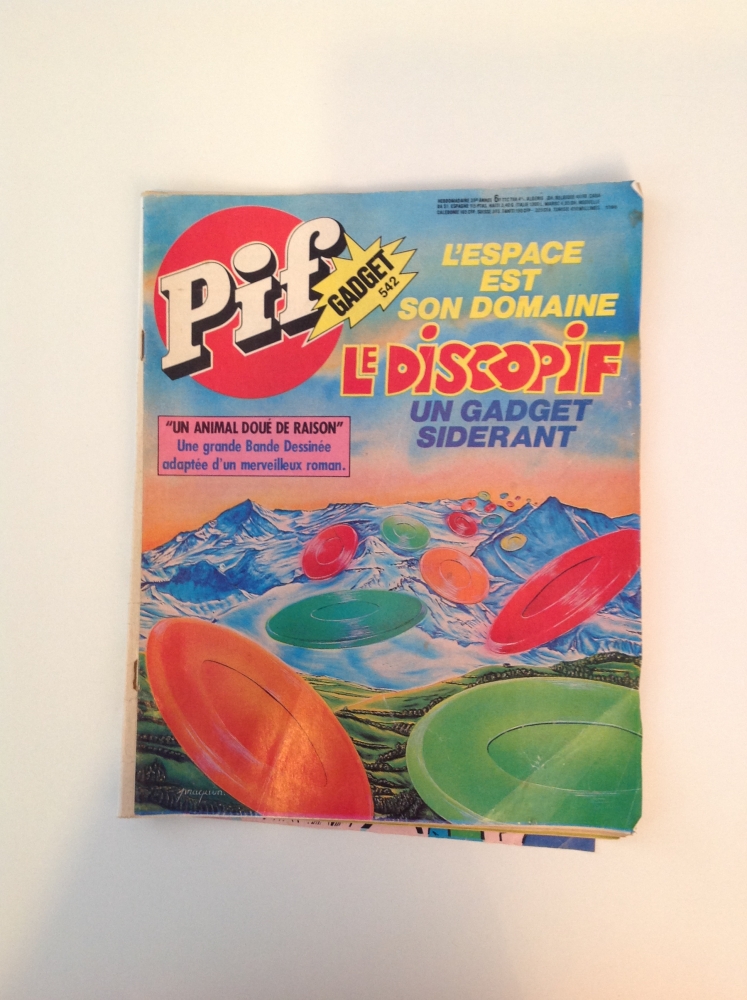 Pif
GADGET
542
L'ESPACE
EST
SON DOMAINE
LE DISCOPIF
UN GADGET
SIDERANT
"UN ANIMAL DOUÉ DE RAISON"
Une grande Bande Dessinée
adaptée d'un merveilleux roman.